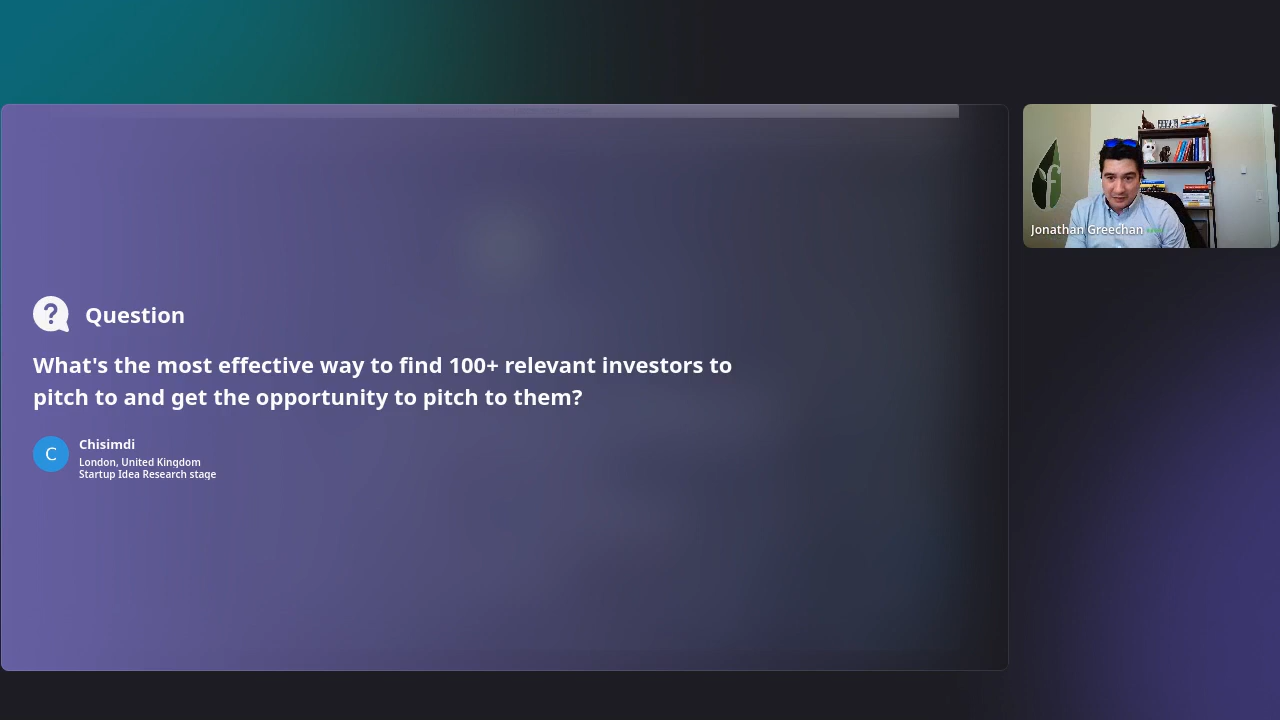 Question
What's the most effective way to find 100+ relevant investors to
pitch to and get the opportunity to pitch to them?
C
Chisimdi
London, United Kingdom
Startup Idea Research stage
Jonathan Greechan
f